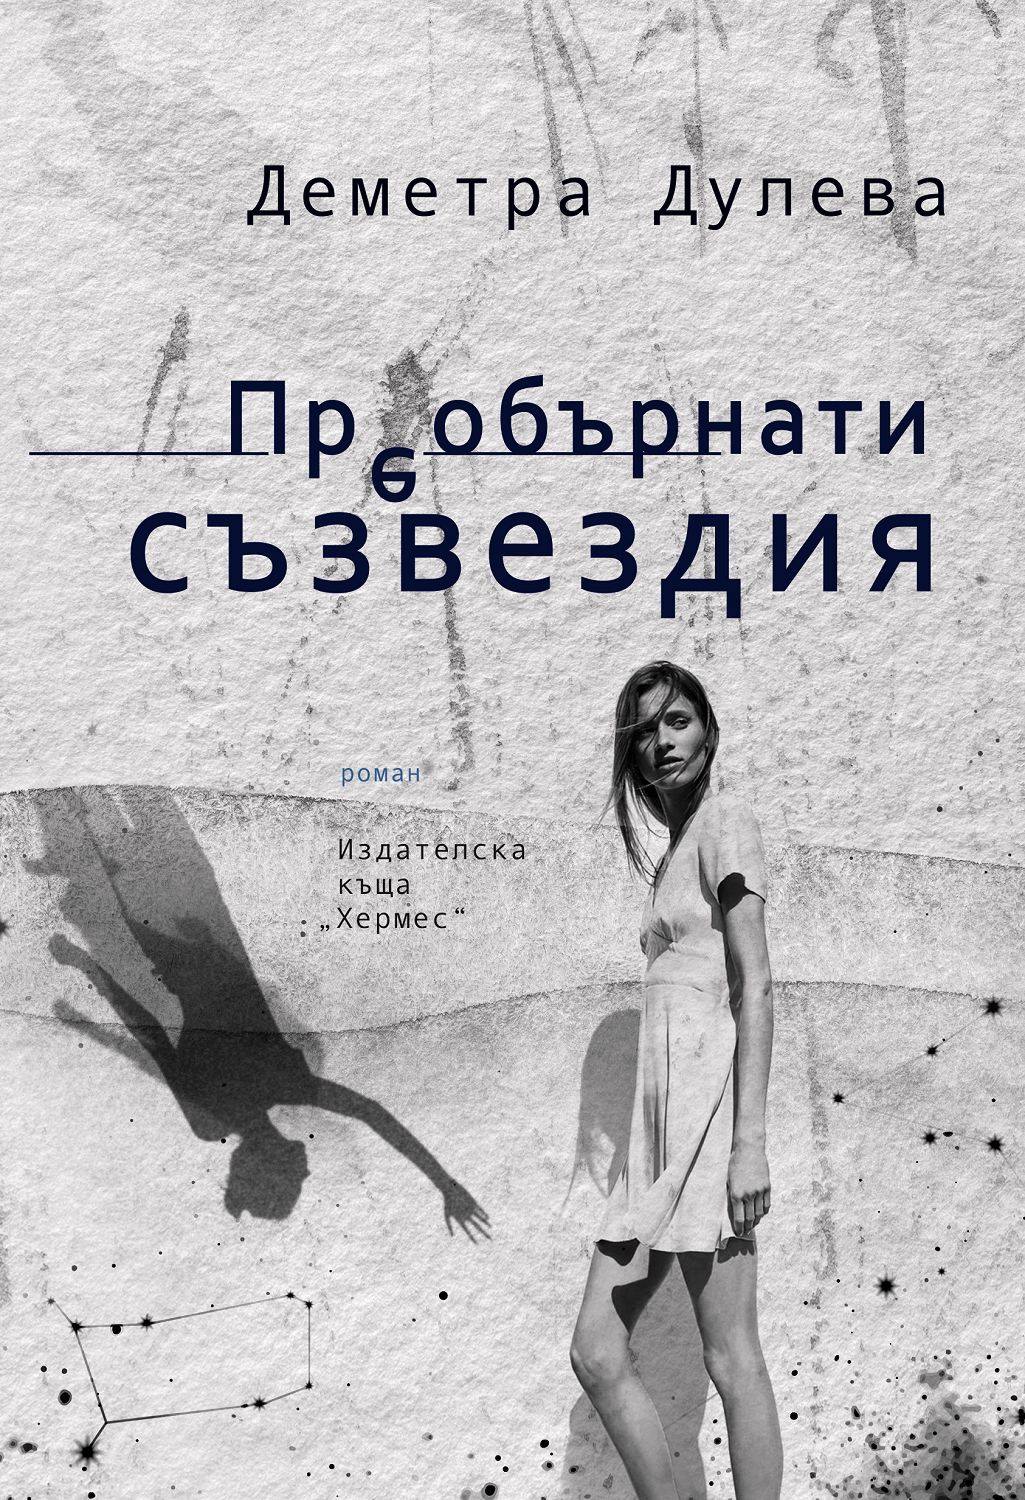 Деметра Дулева
Преобърнати
съзвездия
роман
Издателска
къща
„Хермес“